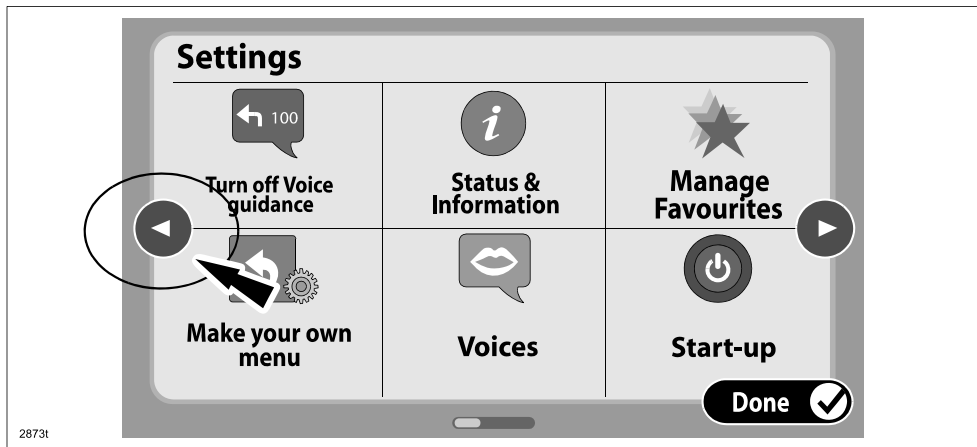 Settings
100
Turn off Voice
guidance
i
Status &
Information
Manage
Favourites
Make your own
menu
Voices
Start-up
Done
2873t